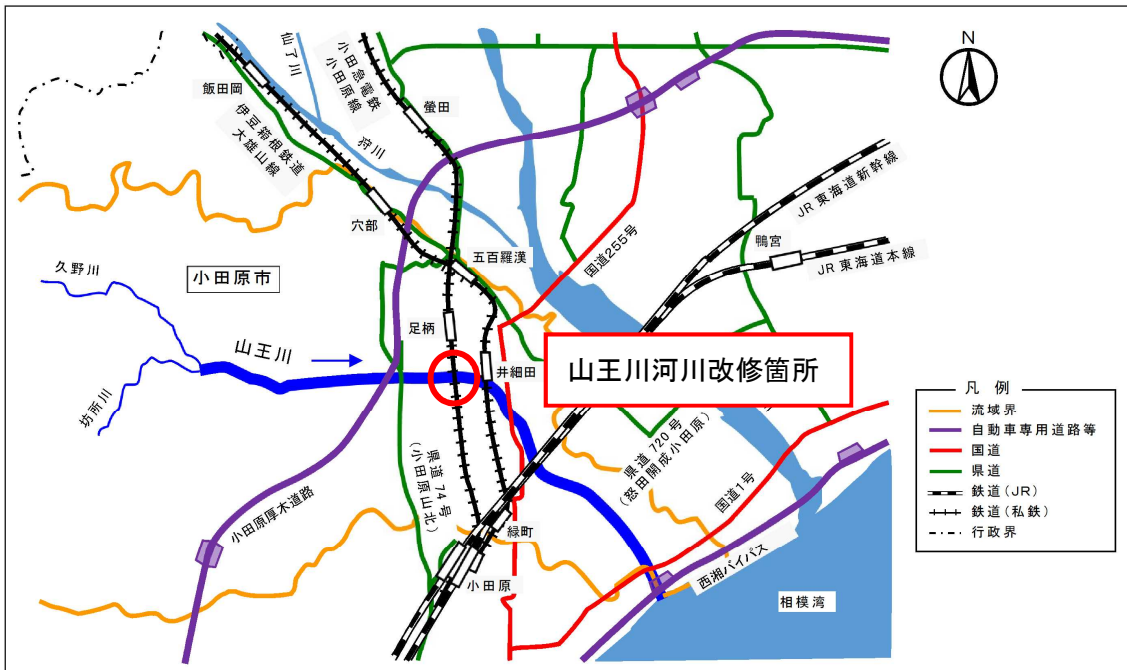 仙了川
小田急電鉄
小田原線
N
飯田岡
螢田
伊豆箱根鉄道
大雄山線
狩川
JR東海道新幹線
穴部
国道255号
鴨宮
五百羅漢
JR東海道本線
久野川
小田原市
足柄
山王川
井細田
山王川河川改修箇所
坊所川
県道74号
(小田原山北)
県道720号
(怒田開成小田原)
国道1号
小田原厚木道路
緑町
西湘バイパス
小田原
相模湾
凡例
流域界
自動車専用道路等
国道
県道
鉄道(JR)
鉄道(私鉄)
行政界